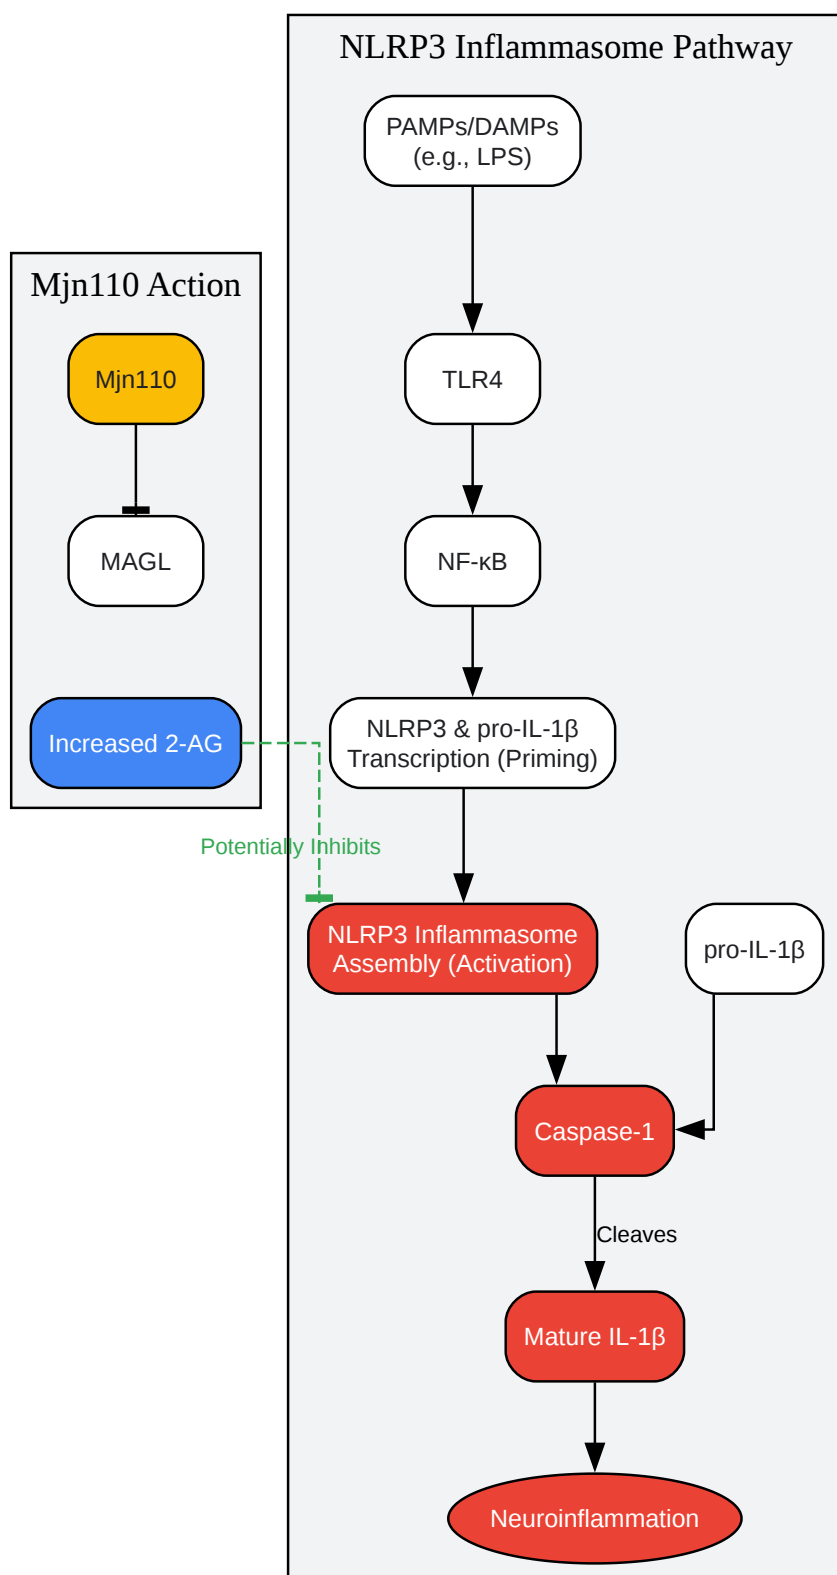 NLRP3 Inflammasome Pathway
PAMPs/DAMPs
(e.g., LPS)
Mjn110 Action
Mjn110
TLR4
MAGL
NF-κB
Increased 2-AG
NLRP3 & pro-IL-1β
Transcription (Priming)
Potentially Inhibits
NLRP3 Inflammasome
Assembly (Activation)
pro-IL-1β
Caspase-1
Cleaves
Mature IL-1β
Neuroinflammation